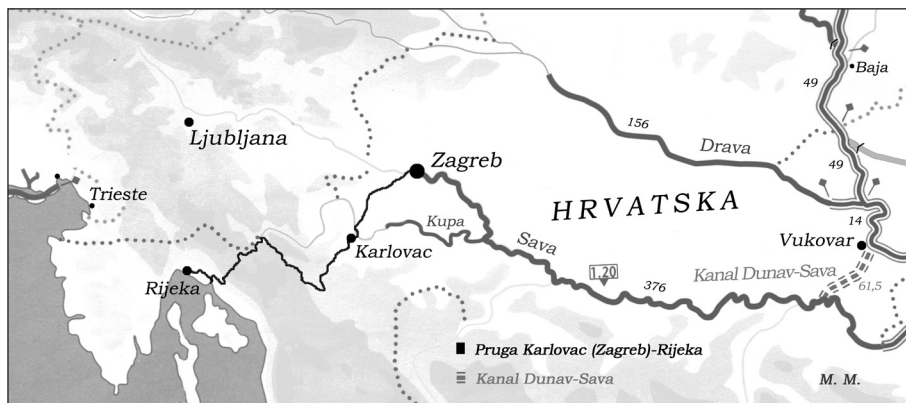 Baja
49
156
Drava
Ljubljana
Zagreb
49
Trieste
HRVATSKA
14
Kupa
Vukovar
Karlovac
Sava
Kanal Dunav-Sava
1,20
Rijeka
376
61,5
Pruga Karlovac (Zagreb)-Rijeka
Kanal Dunav-Sava
M. M.